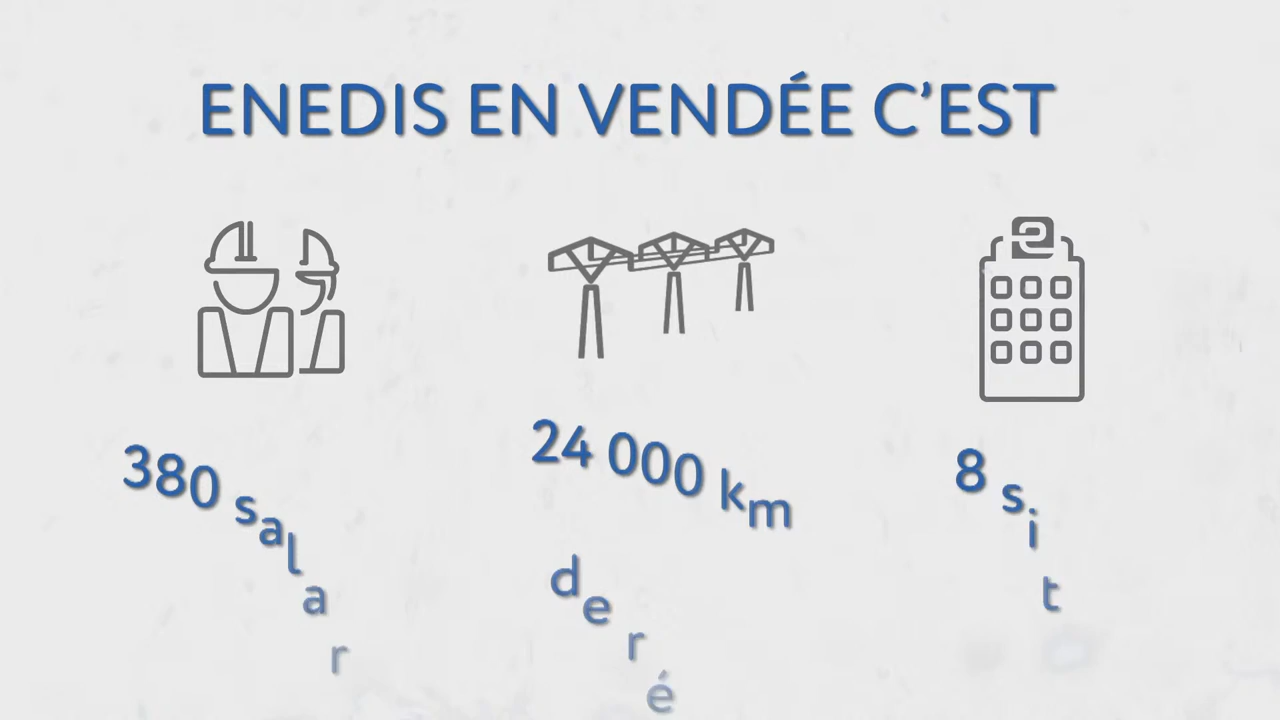 ENEDIS EN VENDÉE C'EST
380 salar
24 000 km
de ré
8 sit